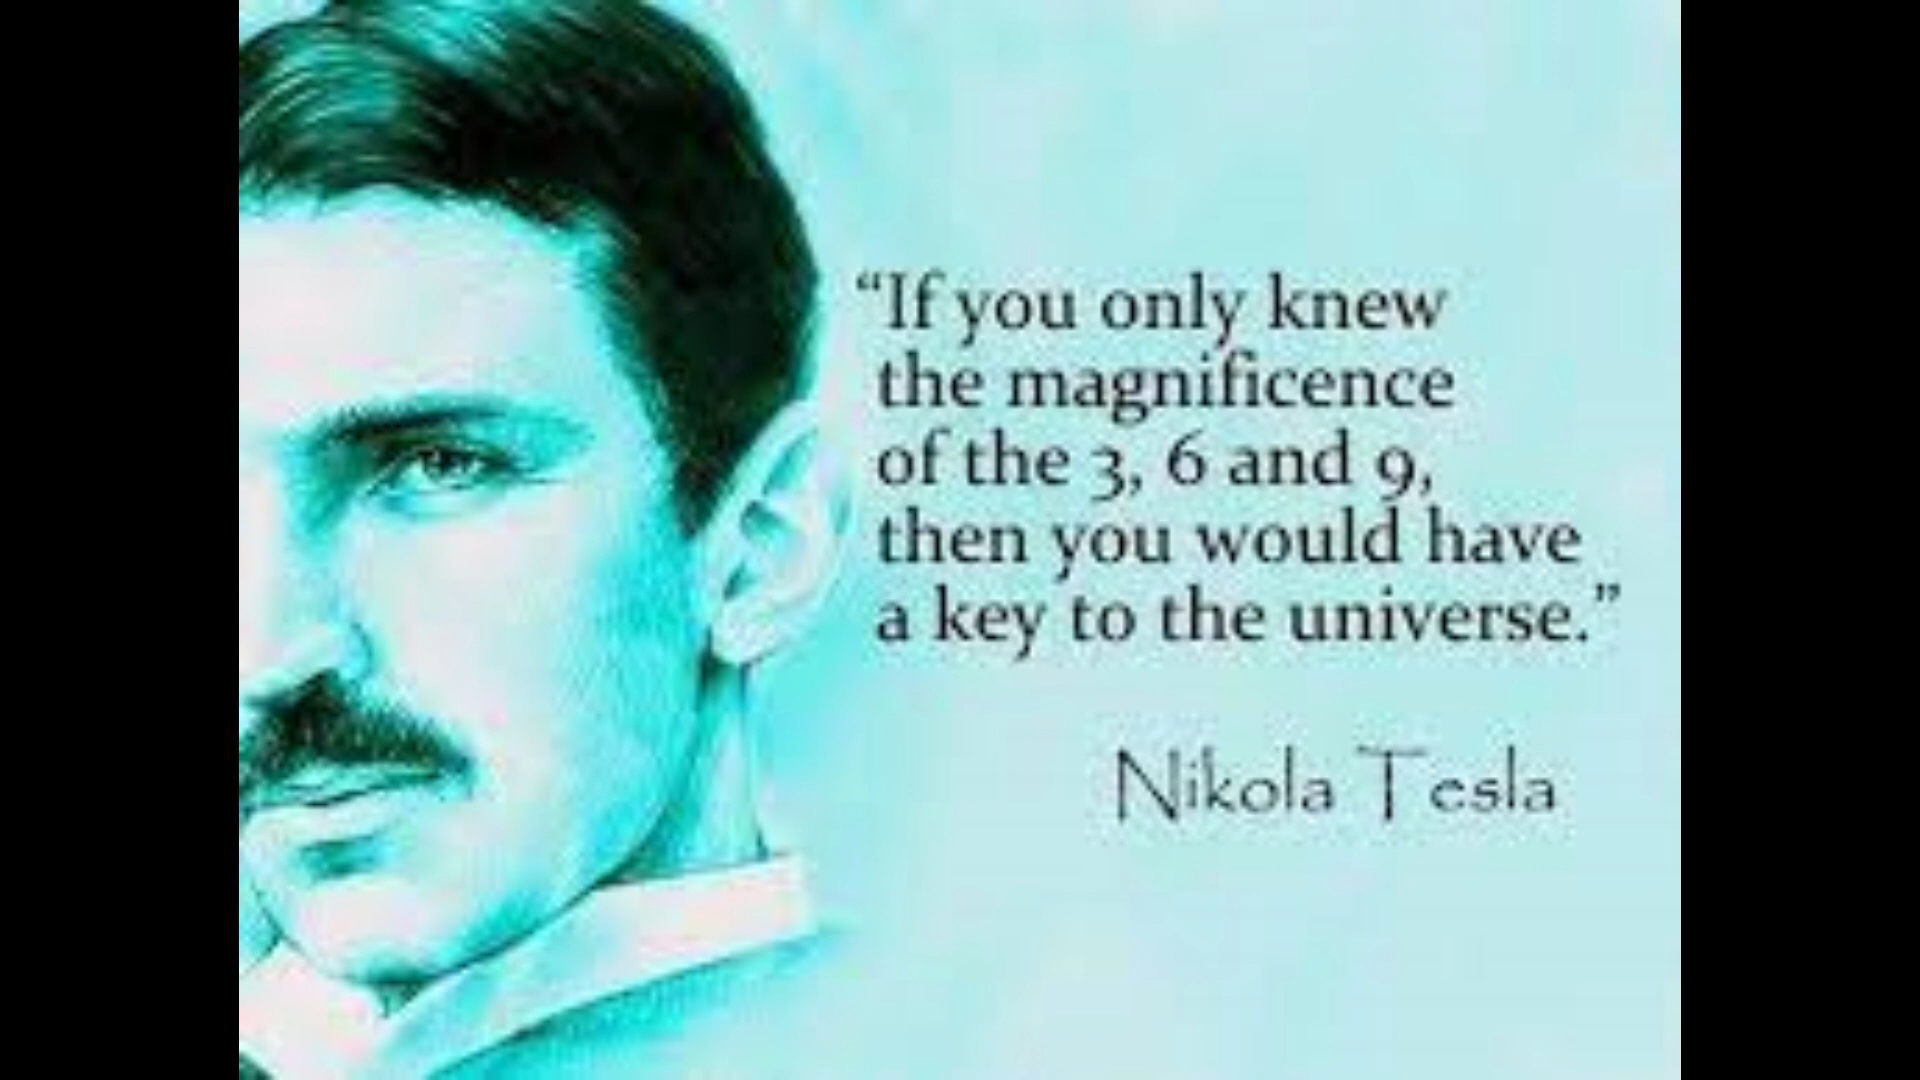 “If you only knew
the magnificence
of the 3, 6 and 9,
then you would have
a key to the universe.”
Nikola Tesla